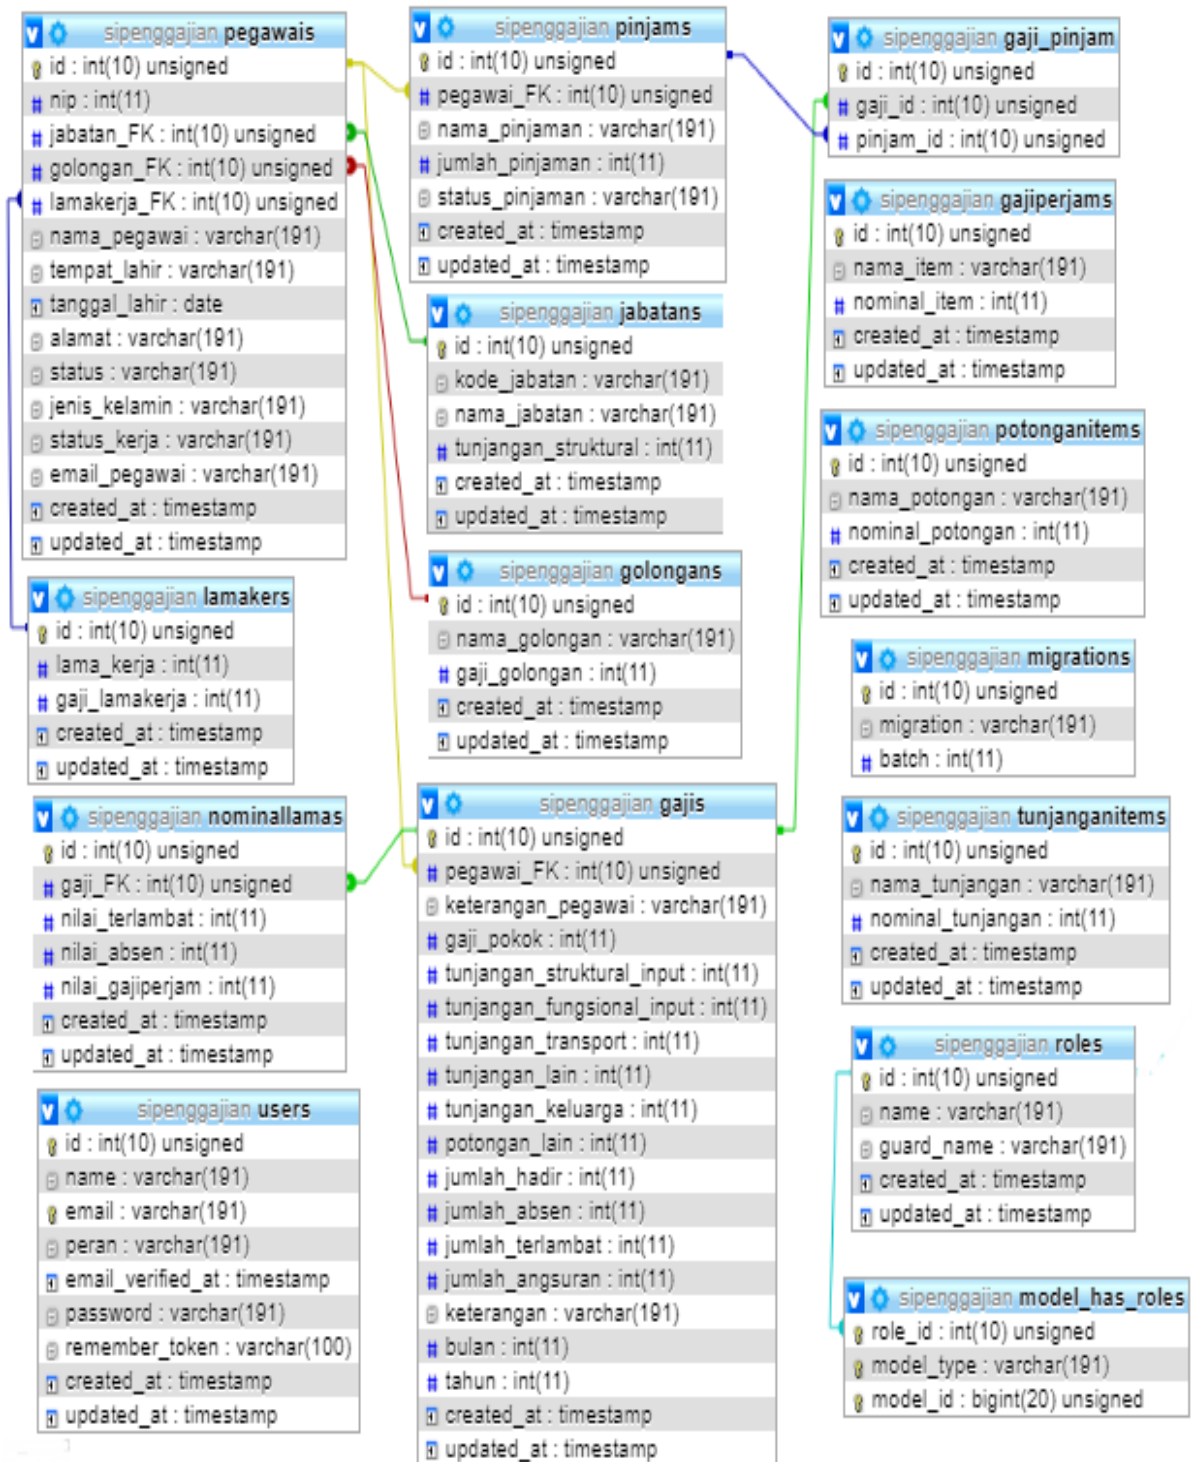 sipenggajian pegawais
id : int(10) unsigned
nip : int(11)
jabatan_FK : int(10) unsigned
golongan_FK : int(10) unsigned
lamakerja_FK : int(10) unsigned
nama_pegawai : varchar(191)
tempat_lahir : varchar(191)
tanggal_lahir : date
alamat : varchar(191)
status : varchar(191)
jenis_kelamin : varchar(191)
status_kerja : varchar(191)
email_pegawai : varchar(191)
created_at : timestamp
updated_at : timestamp
sipenggajian lamakers
id : int(10) unsigned
lama_kerja : int(11)
gaji_lamakerja : int(11)
created_at : timestamp
updated_at : timestamp
sipenggajian nominallamas
id : int(10) unsigned
gaji_FK : int(10) unsigned
nilai_terlambat : int(11)
nilai_absen : int(11)
nilai_gajiperjam : int(11)
created_at : timestamp
updated_at : timestamp
sipenggajian users
id : int(10) unsigned
name : varchar(191)
email : varchar(191)
peran : varchar(191)
email_verified_at : timestamp
password : varchar(191)
remember_token : varchar(100)
created_at : timestamp
updated_at : timestamp
sipenggajian pinjams
id : int(10) unsigned
pegawai_FK : int(10) unsigned
nama_pinjaman : varchar(191)
jumlah_pinjaman : int(11)
status_pinjaman : varchar(191)
created_at : timestamp
updated_at : timestamp
sipenggajian jabatans
id : int(10) unsigned
kode_jabatan : varchar(191)
nama_jabatan : varchar(191)
tunjangan_struktural : int(11)
created_at : timestamp
updated_at : timestamp
sipenggajian golongans
id : int(10) unsigned
nama_golongan : varchar(191)
gaji_golongan : int(11)
created_at : timestamp
updated_at : timestamp
sipenggajian gajis
id : int(10) unsigned
pegawai_FK : int(10) unsigned
keterangan_pegawai : varchar(191)
gaji_pokok : int(11)
tunjangan_struktural_input : int(11)
tunjangan_fungsional_input : int(11)
tunjangan_transport : int(11)
tunjangan_lain : int(11)
tunjangan_keluarga : int(11)
potongan_lain : int(11)
jumlah_hadir : int(11)
jumlah_absen : int(11)
jumlah_terlambat : int(11)
jumlah_angsuran : int(11)
keterangan : varchar(191)
bulan : int(11)
tahun : int(11)
created_at : timestamp
updated_at : timestamp
sipenggajian gaji_pinjam
id : int(10) unsigned
gaji_id : int(10) unsigned
pinjam_id : int(10) unsigned
sipenggajian gajiperjams
id : int(10) unsigned
nama_item : varchar(191)
nominal_item : int(11)
created_at : timestamp
updated_at : timestamp
sipenggajian potonganitems
id : int(10) unsigned
nama_potongan : varchar(191)
nominal_potongan : int(11)
created_at : timestamp
updated_at : timestamp
sipenggajian migrations
id : int(10) unsigned
migration : varchar(191)
batch : int(11)
sipenggajian tunjanganitems
id : int(10) unsigned
nama_tunjangan : varchar(191)
nominal_tunjangan : int(11)
created_at : timestamp
updated_at : timestamp
sipenggajian roles
id : int(10) unsigned
name : varchar(191)
guard_name : varchar(191)
created_at : timestamp
updated_at : timestamp
sipenggajian model_has_roles
role_id : int(10) unsigned
model_type : varchar(191)
model_id : bigint(20) unsigned